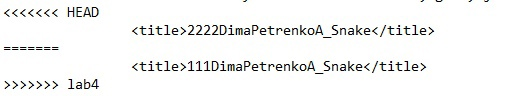 <<<<<<< HEAD
<title>2222DimaPetrenkoA_Snake</title>
=======
<title>111DimaPetrenkoA_Snake</title>
>>>>>>> lab4